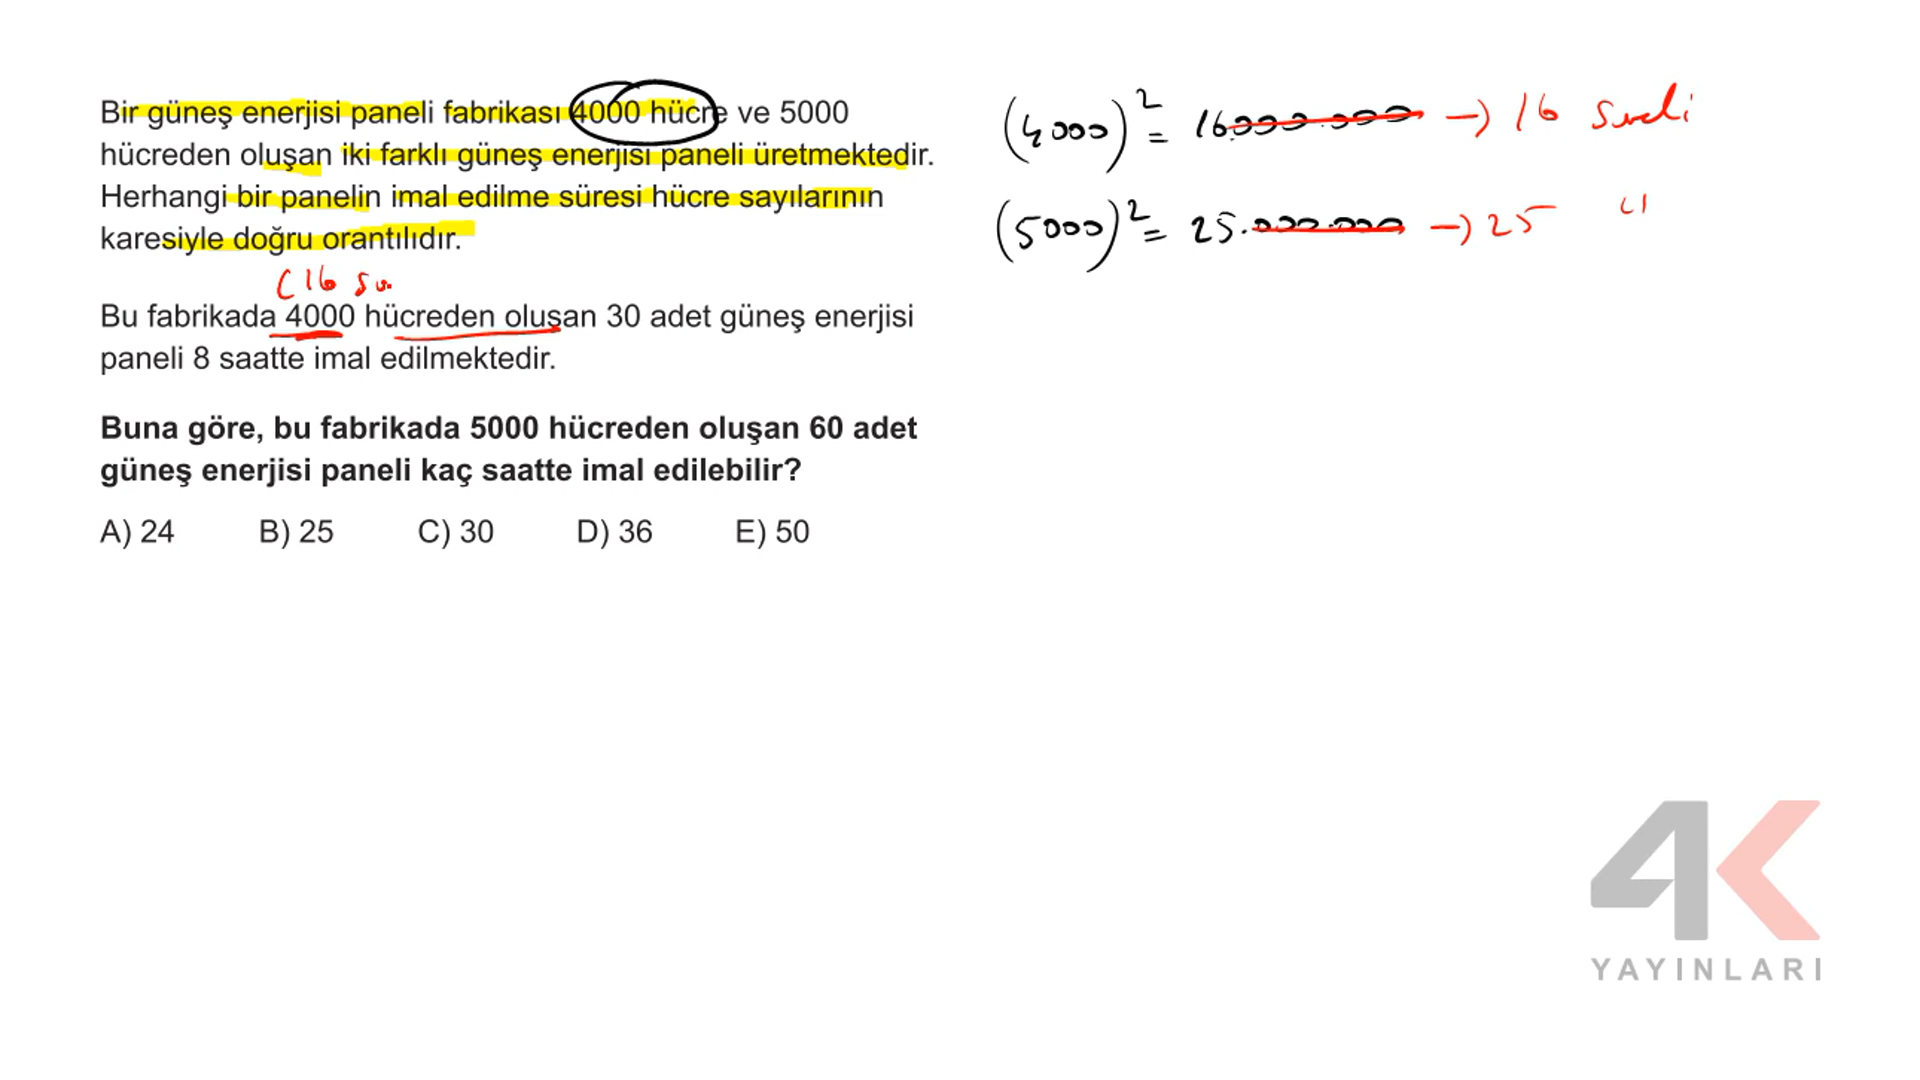 Bir güneş enerjisi paneli fabrikası 4000 hücre ve 5000
hücreden oluşan iki farklı güneş enerjisi paneli üretmektedir.
Herhangi bir panelin imal edilme süresi hücre sayılarının
karesiyle doğru orantılıdır.
(16 su.
Bu fabrikada 4000 hücreden oluşan 30 adet güneş enerjisi
paneli 8 saatte imal edilmektedir.
Buna göre, bu fabrikada 5000 hücreden oluşan 60 adet
güneş enerjisi paneli kaç saatte imal edilebilir?
A) 24 B) 25 C) 30 D) 36 E) 50
(4000)² = 16.000.000 → 16
(5000)² = 25.000.000 → 25 "
4K
YAYINLARI